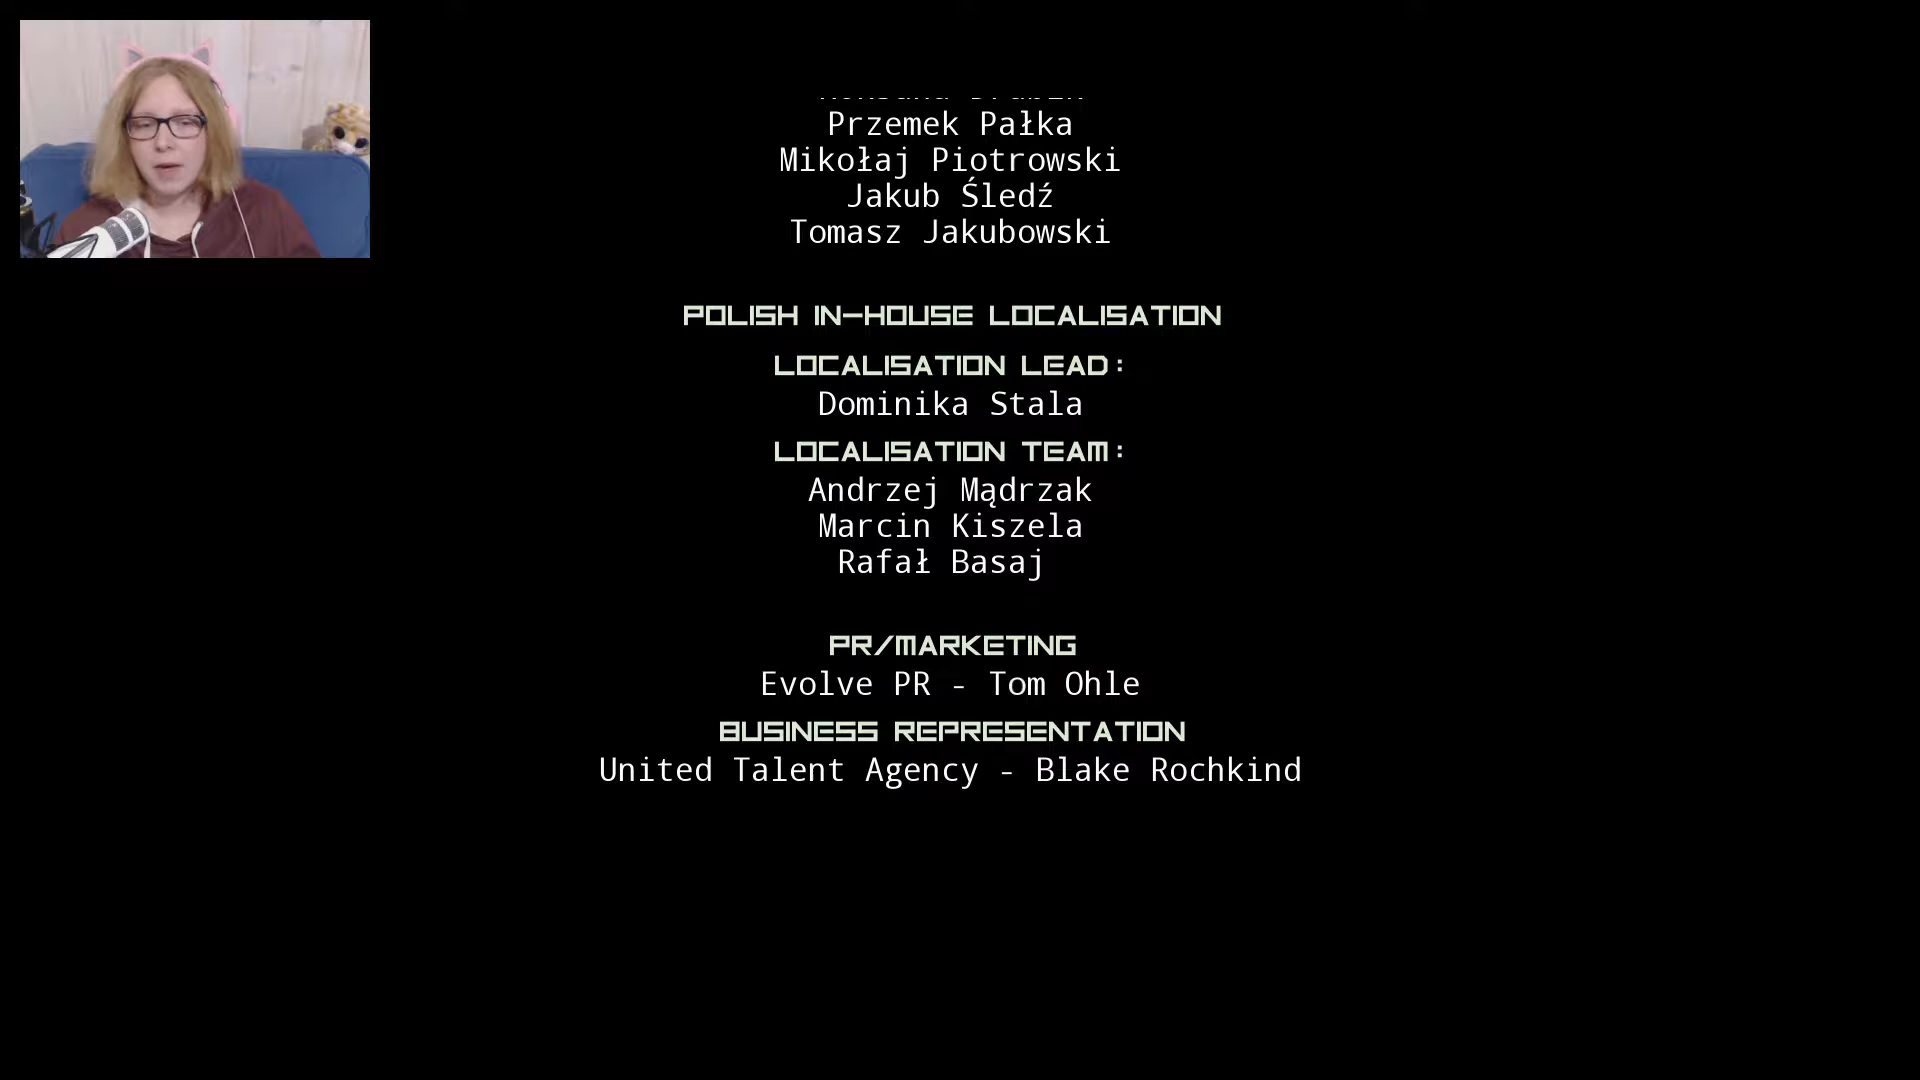 Przemek Pałka
Mikołaj Piotrowski
Jakub Śledź
Tomasz Jakubowski
POLISH IN-HOUSE LOCALISATION
LOCALISATION LEAD:
Dominika Stala
LOCALISATION TEAM:
Andrzej Mądrzak
Marcin Kiszela
Rafał Basaj
PR/MARKETING
Evolve PR - Tom Ohle
BUSINESS REPRESENTATION
United Talent Agency - Blake Rochkind